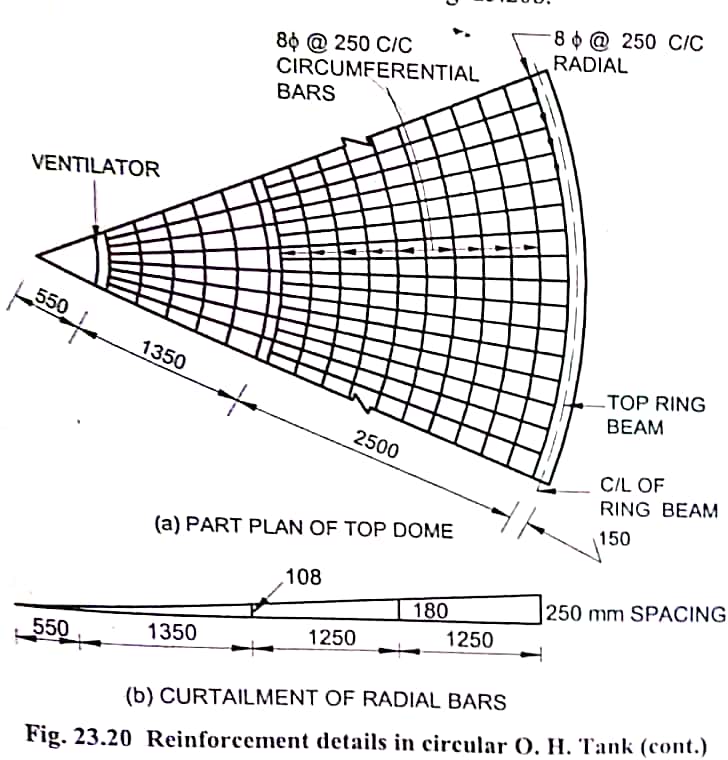 8ϕ @ 250 C/C
CIRCUMFERENTIAL
BARS
8 ϕ @ 250 C/C
RADIAL
VENTILATOR
550
1350
2500
TOP RING
BEAM
C/L OF
RING BEAM
150
(a) PART PLAN OF TOP DOME
108
180
250 mm SPACING
550
1350
1250
1250
(b) CURTAILMENT OF RADIAL BARS
Fig. 23.20 Reinforcement details in circular O. H. Tank (cont.)